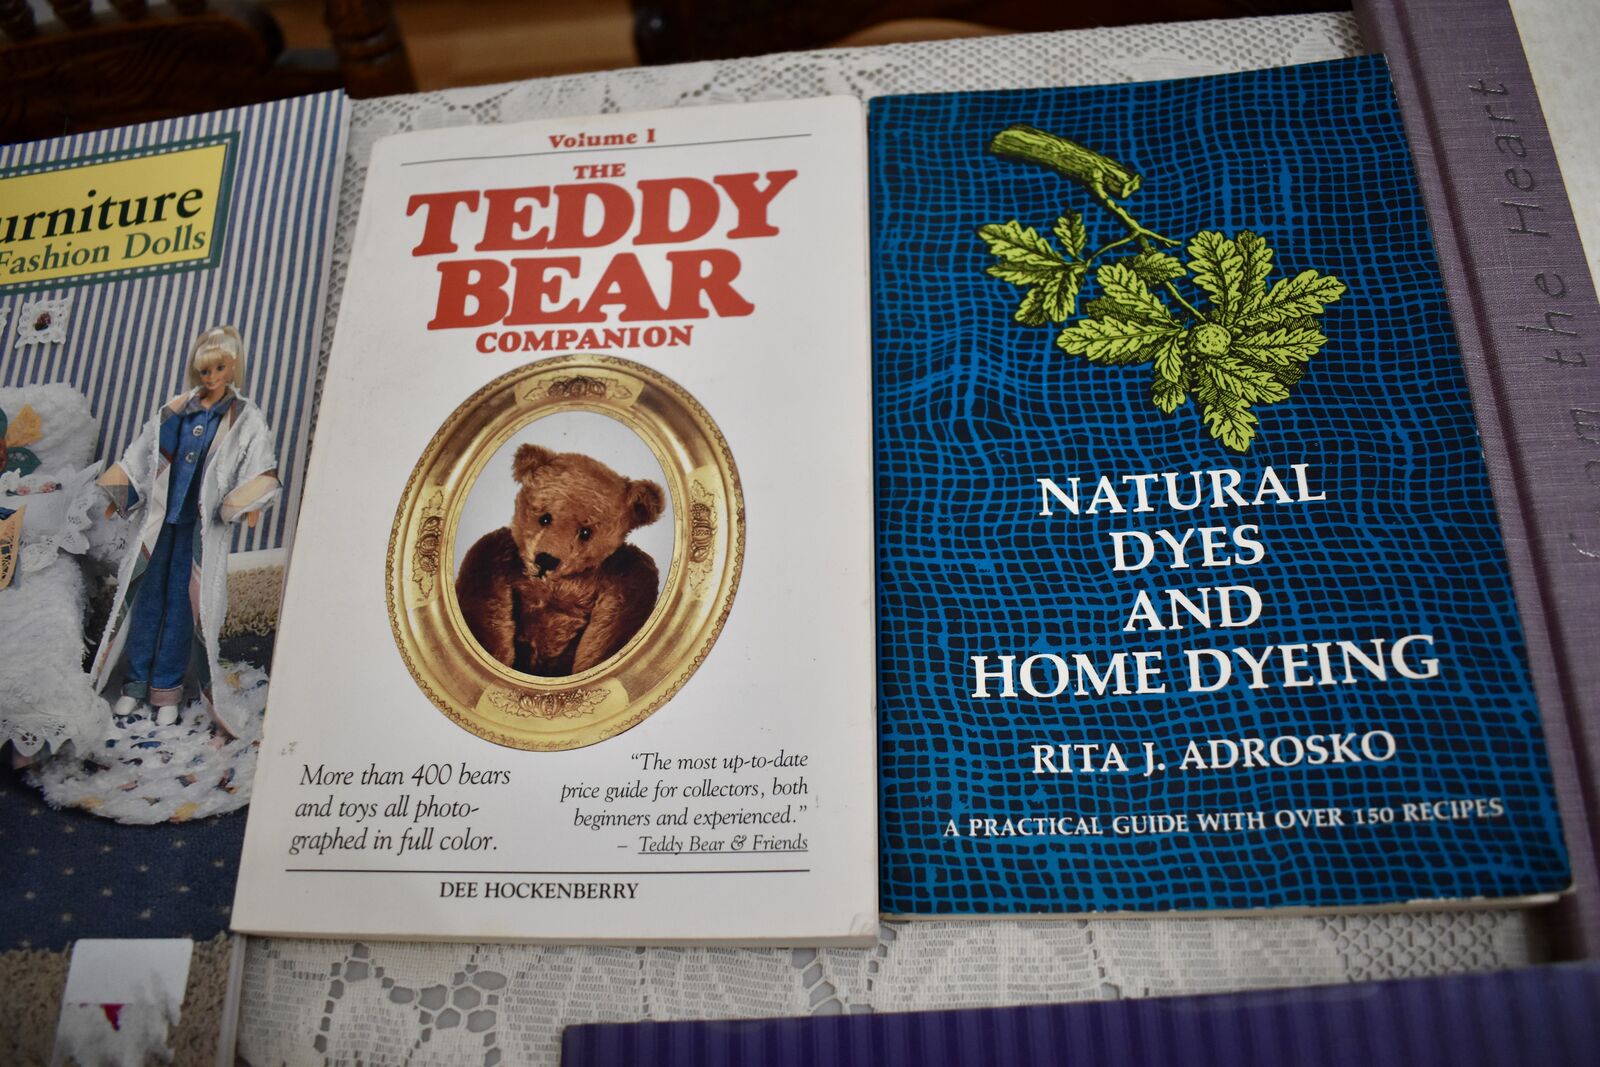 urniture
Fashion Dolls
Volume I
THE
TEDDY
BEAR
COMPANION
More than 400 bears
and toys all photo-
graphed in full color.
"The most up-to-date
price guide for collectors, both
beginners and experienced."
– Teddy Bear & Friends
DEE HOCKENBERRY
NATURAL
DYES
AND
HOME DYEING
RITA J. ADROSKO
A PRACTICAL GUIDE WITH OVER 150 RECIPES
the Heart